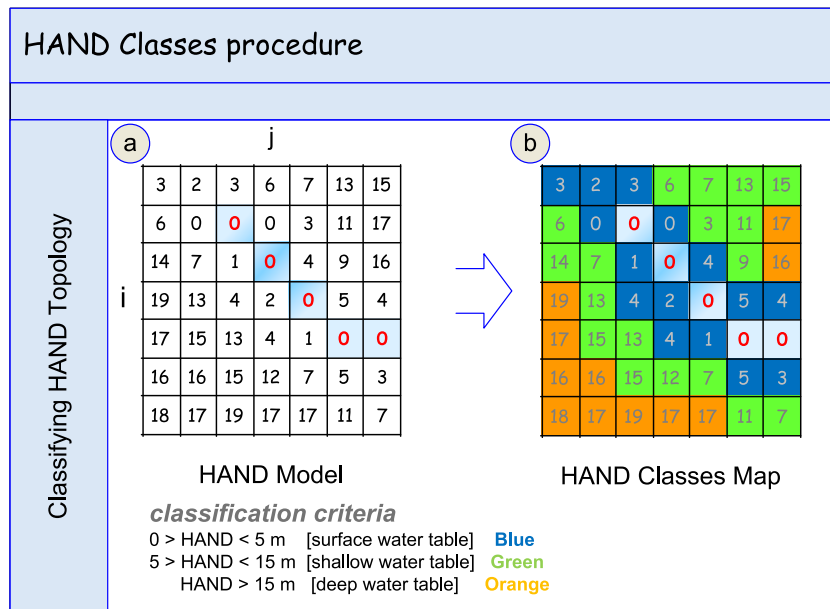 HAND Classes procedure
Classifying HAND Topology
a
j
b
i
3 2 3 6 7 13 15
6 0 0 0 3 11 17
14 7 1 0 4 9 16
19 13 4 2 0 5 4
17 15 13 4 1 0 0
16 16 15 12 7 5 3
18 17 19 17 17 11 7
3 2 3 6 7 13 15
6 0 0 0 3 11 17
14 7 1 0 4 9 16
19 13 4 2 0 5 4
17 15 13 4 1 0 0
16 16 15 12 7 5 3
18 17 19 17 17 11 7
HAND Model
HAND Classes Map
classification criteria
0 > HAND < 5 m [surface water table] Blue
5 > HAND < 15 m [shallow water table] Green
HAND > 15 m [deep water table] Orange